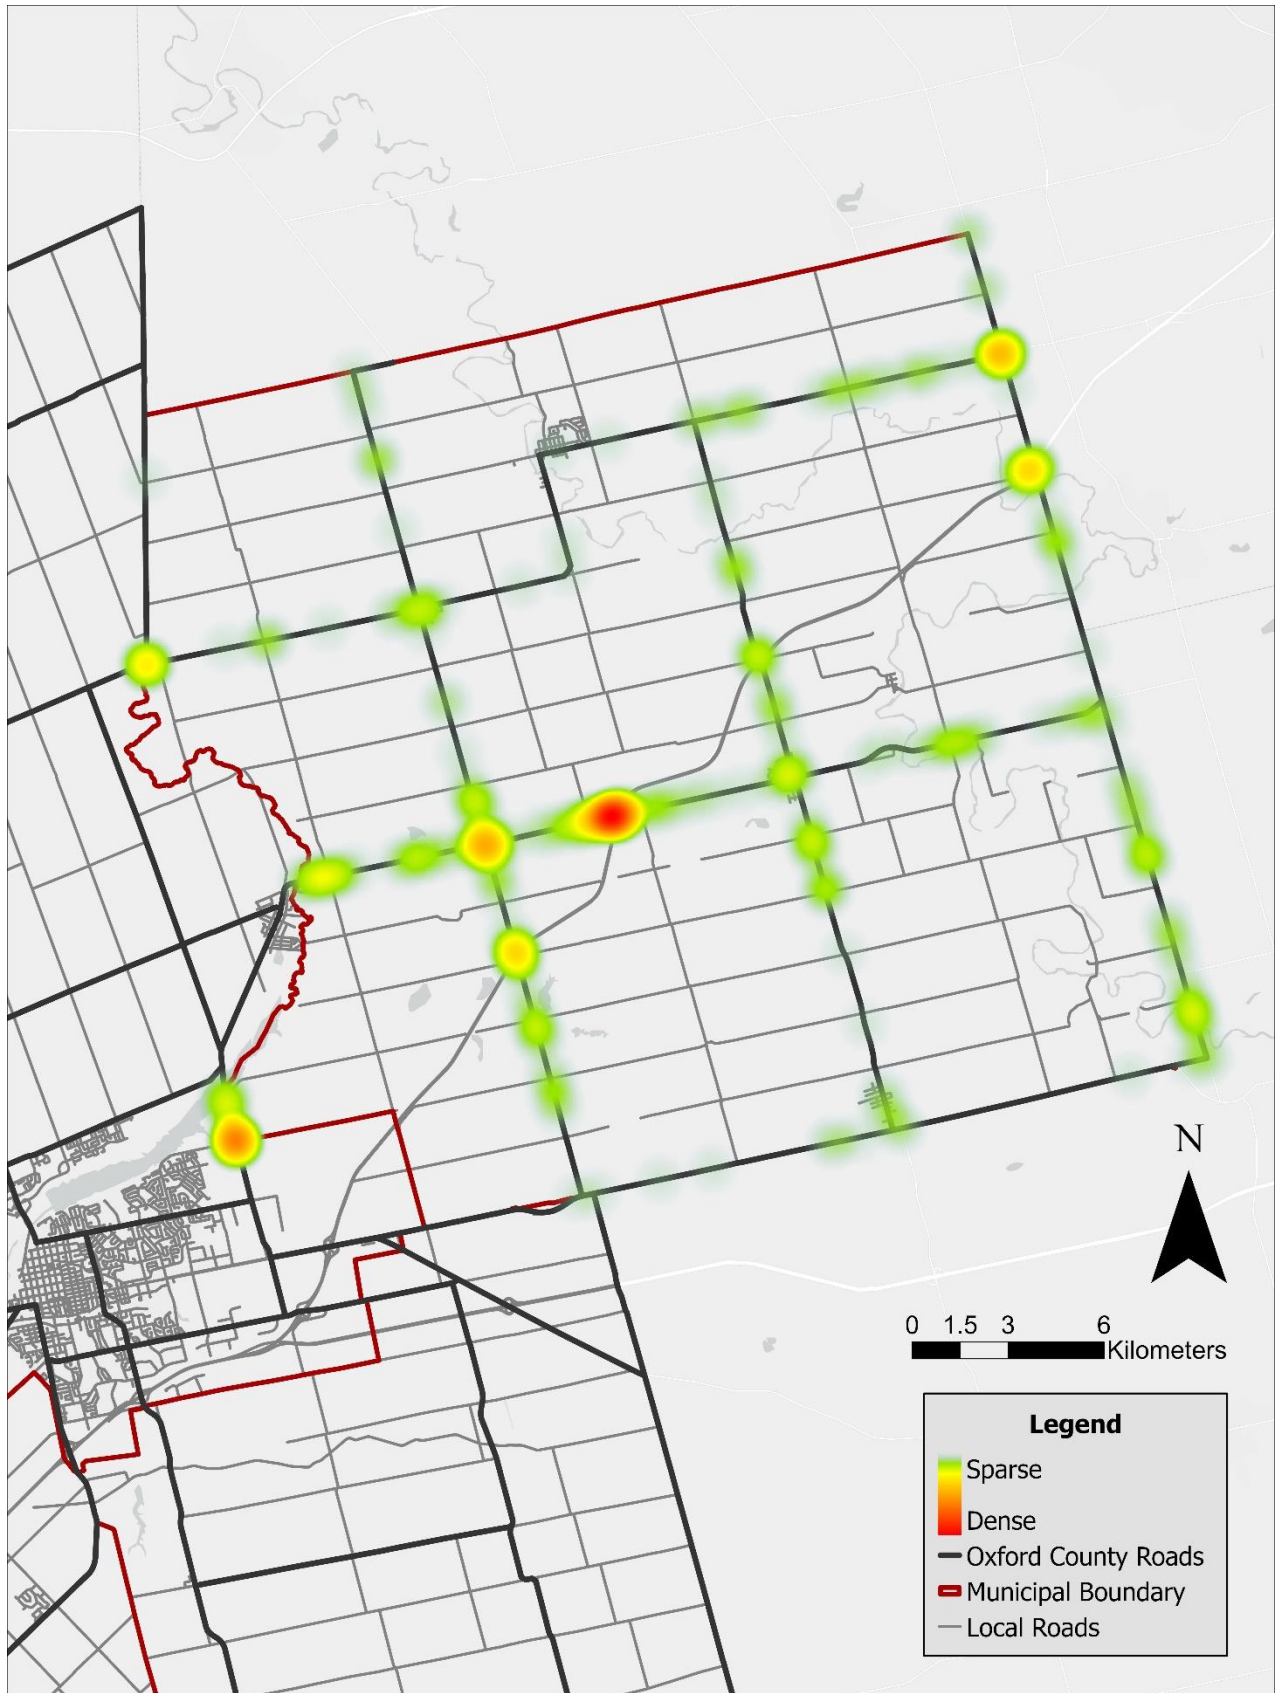 N
0 1.5 3 6
Kilometers
Legend
Sparse
Dense
Oxford County Roads
Municipal Boundary
Local Roads